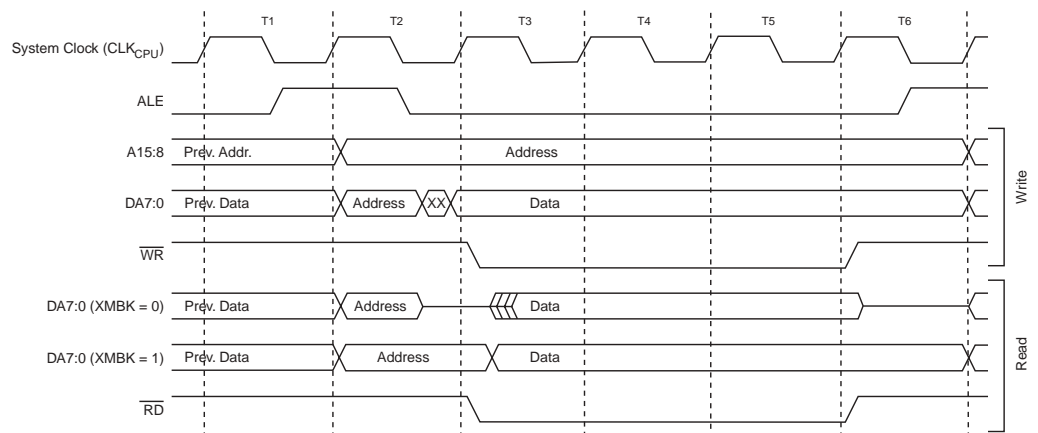 T1 T2 T3 T4 T5 T6
System Clock (CLKCPU)
ALE
A15:8 Prev. Addr. Address
DA7:0 Prev. Data Address XX Data
WR
Write
DA7:0 (XMBK = 0) Prev. Data Address Data
DA7:0 (XMBK = 1) Prev. Data Address Data
RD
Read